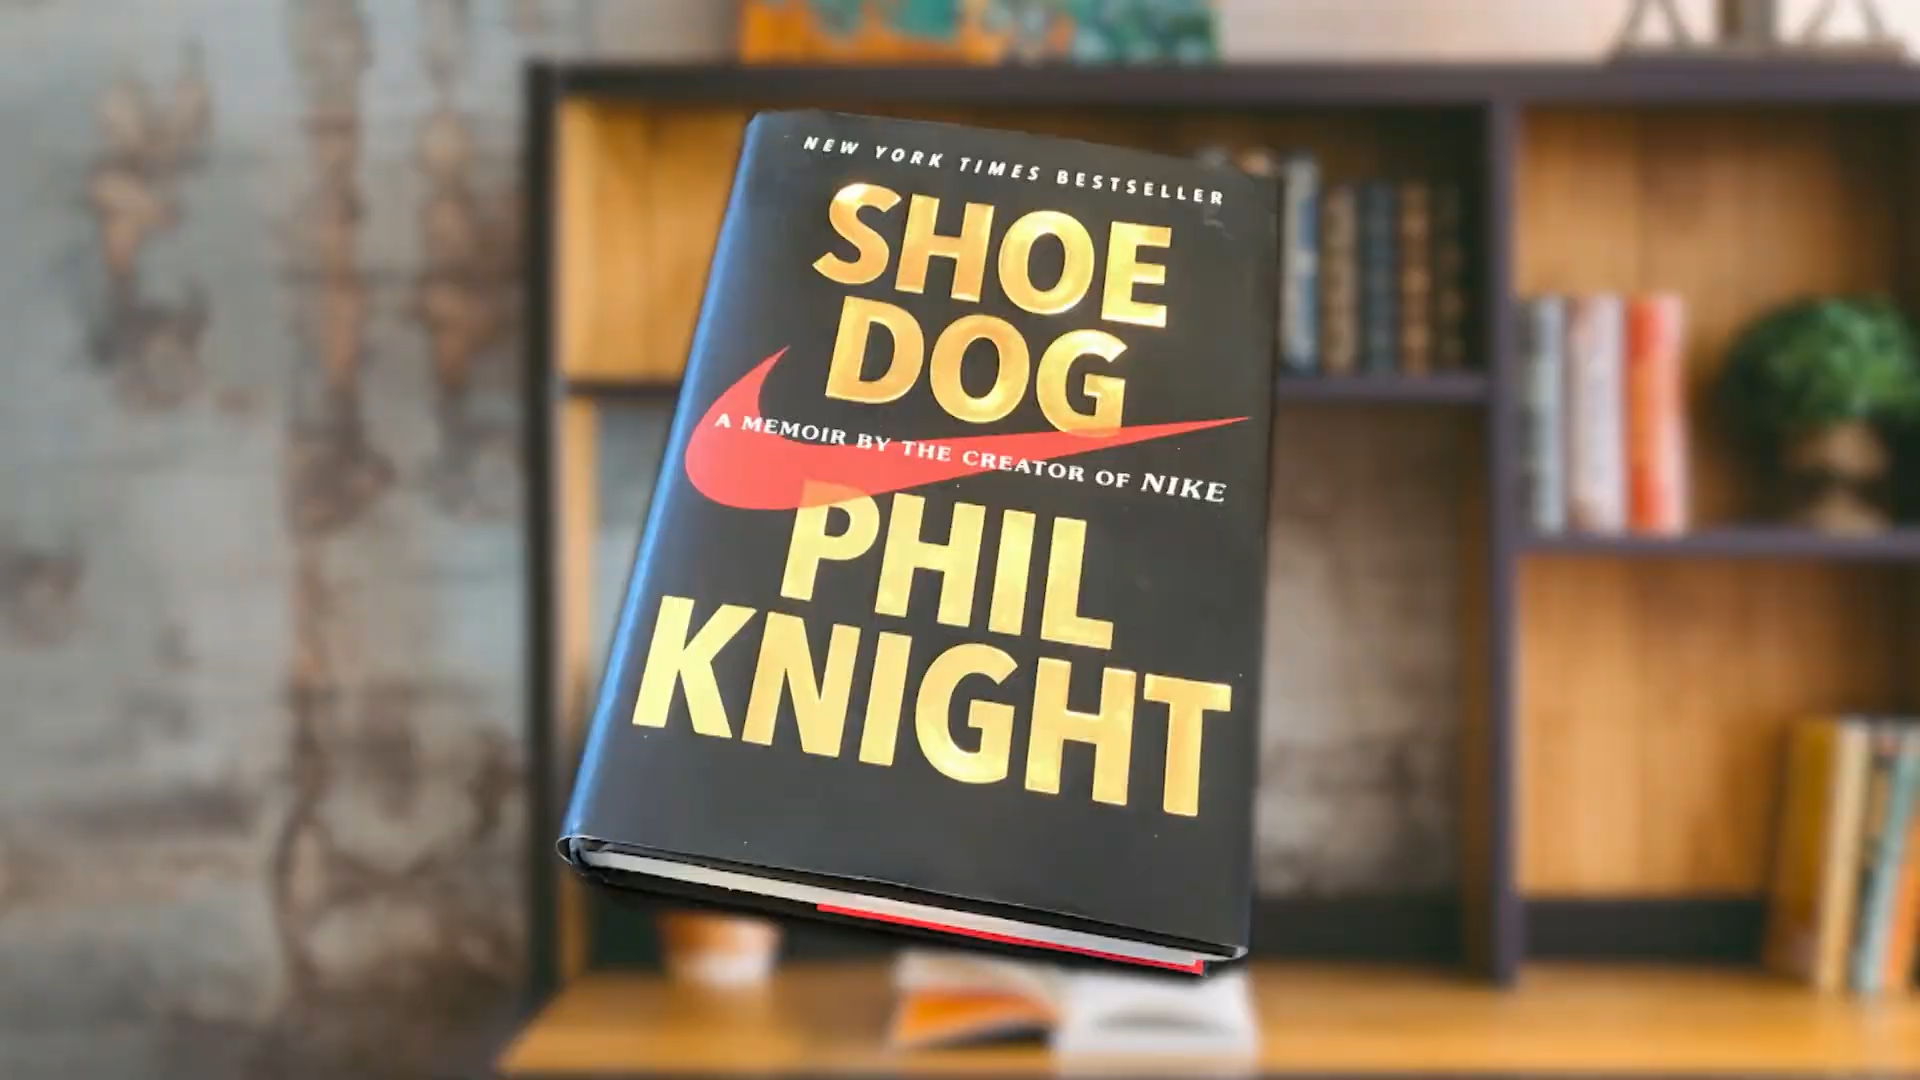 NEW YORK TIMES BESTSELLER
SHOE
DOG
A MEMOIR BY THE CREATOR OF NIKE
PHIL
KNIGHT